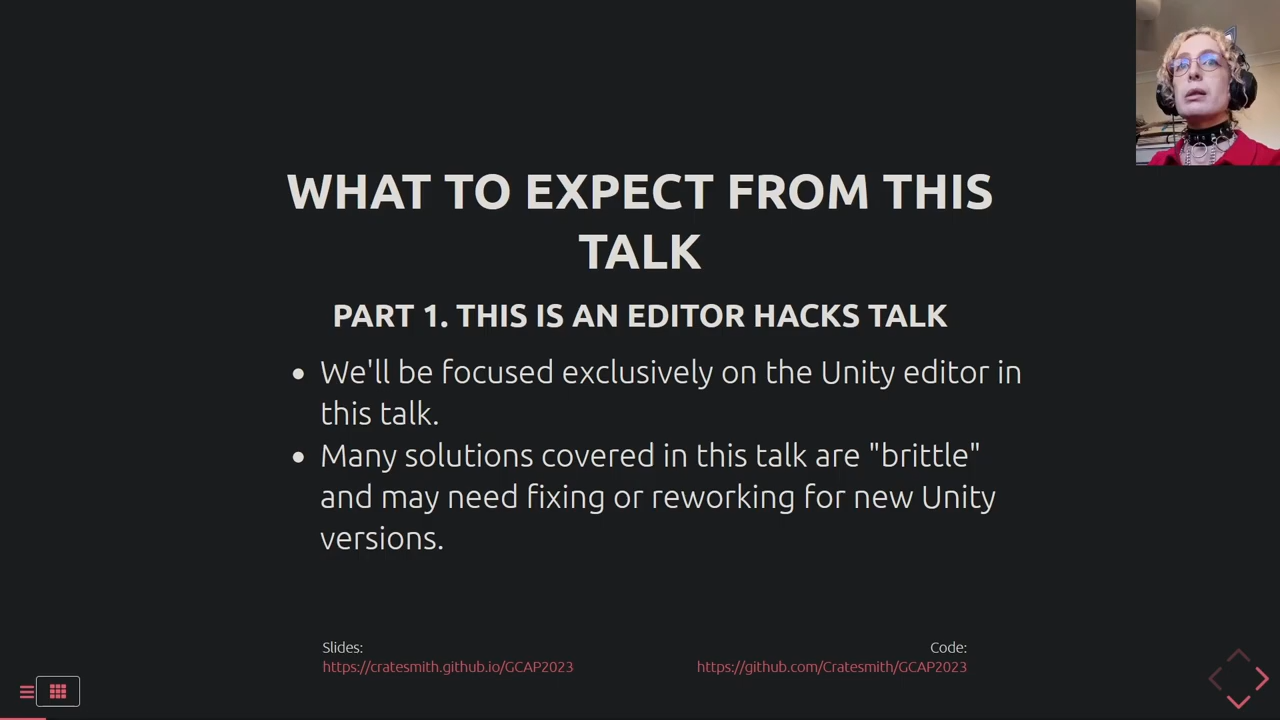 WHAT TO EXPECT FROM THIS
TALK
PART 1. THIS IS AN EDITOR HACKS TALK
• We'll be focused exclusively on the Unity editor in
this talk.
• Many solutions covered in this talk are "brittle"
and may need fixing or reworking for new Unity
versions.
Slides:
https://cratesmith.github.io/GCAP2023
Code:
https://github.com/Cratesmith/GCAP2023